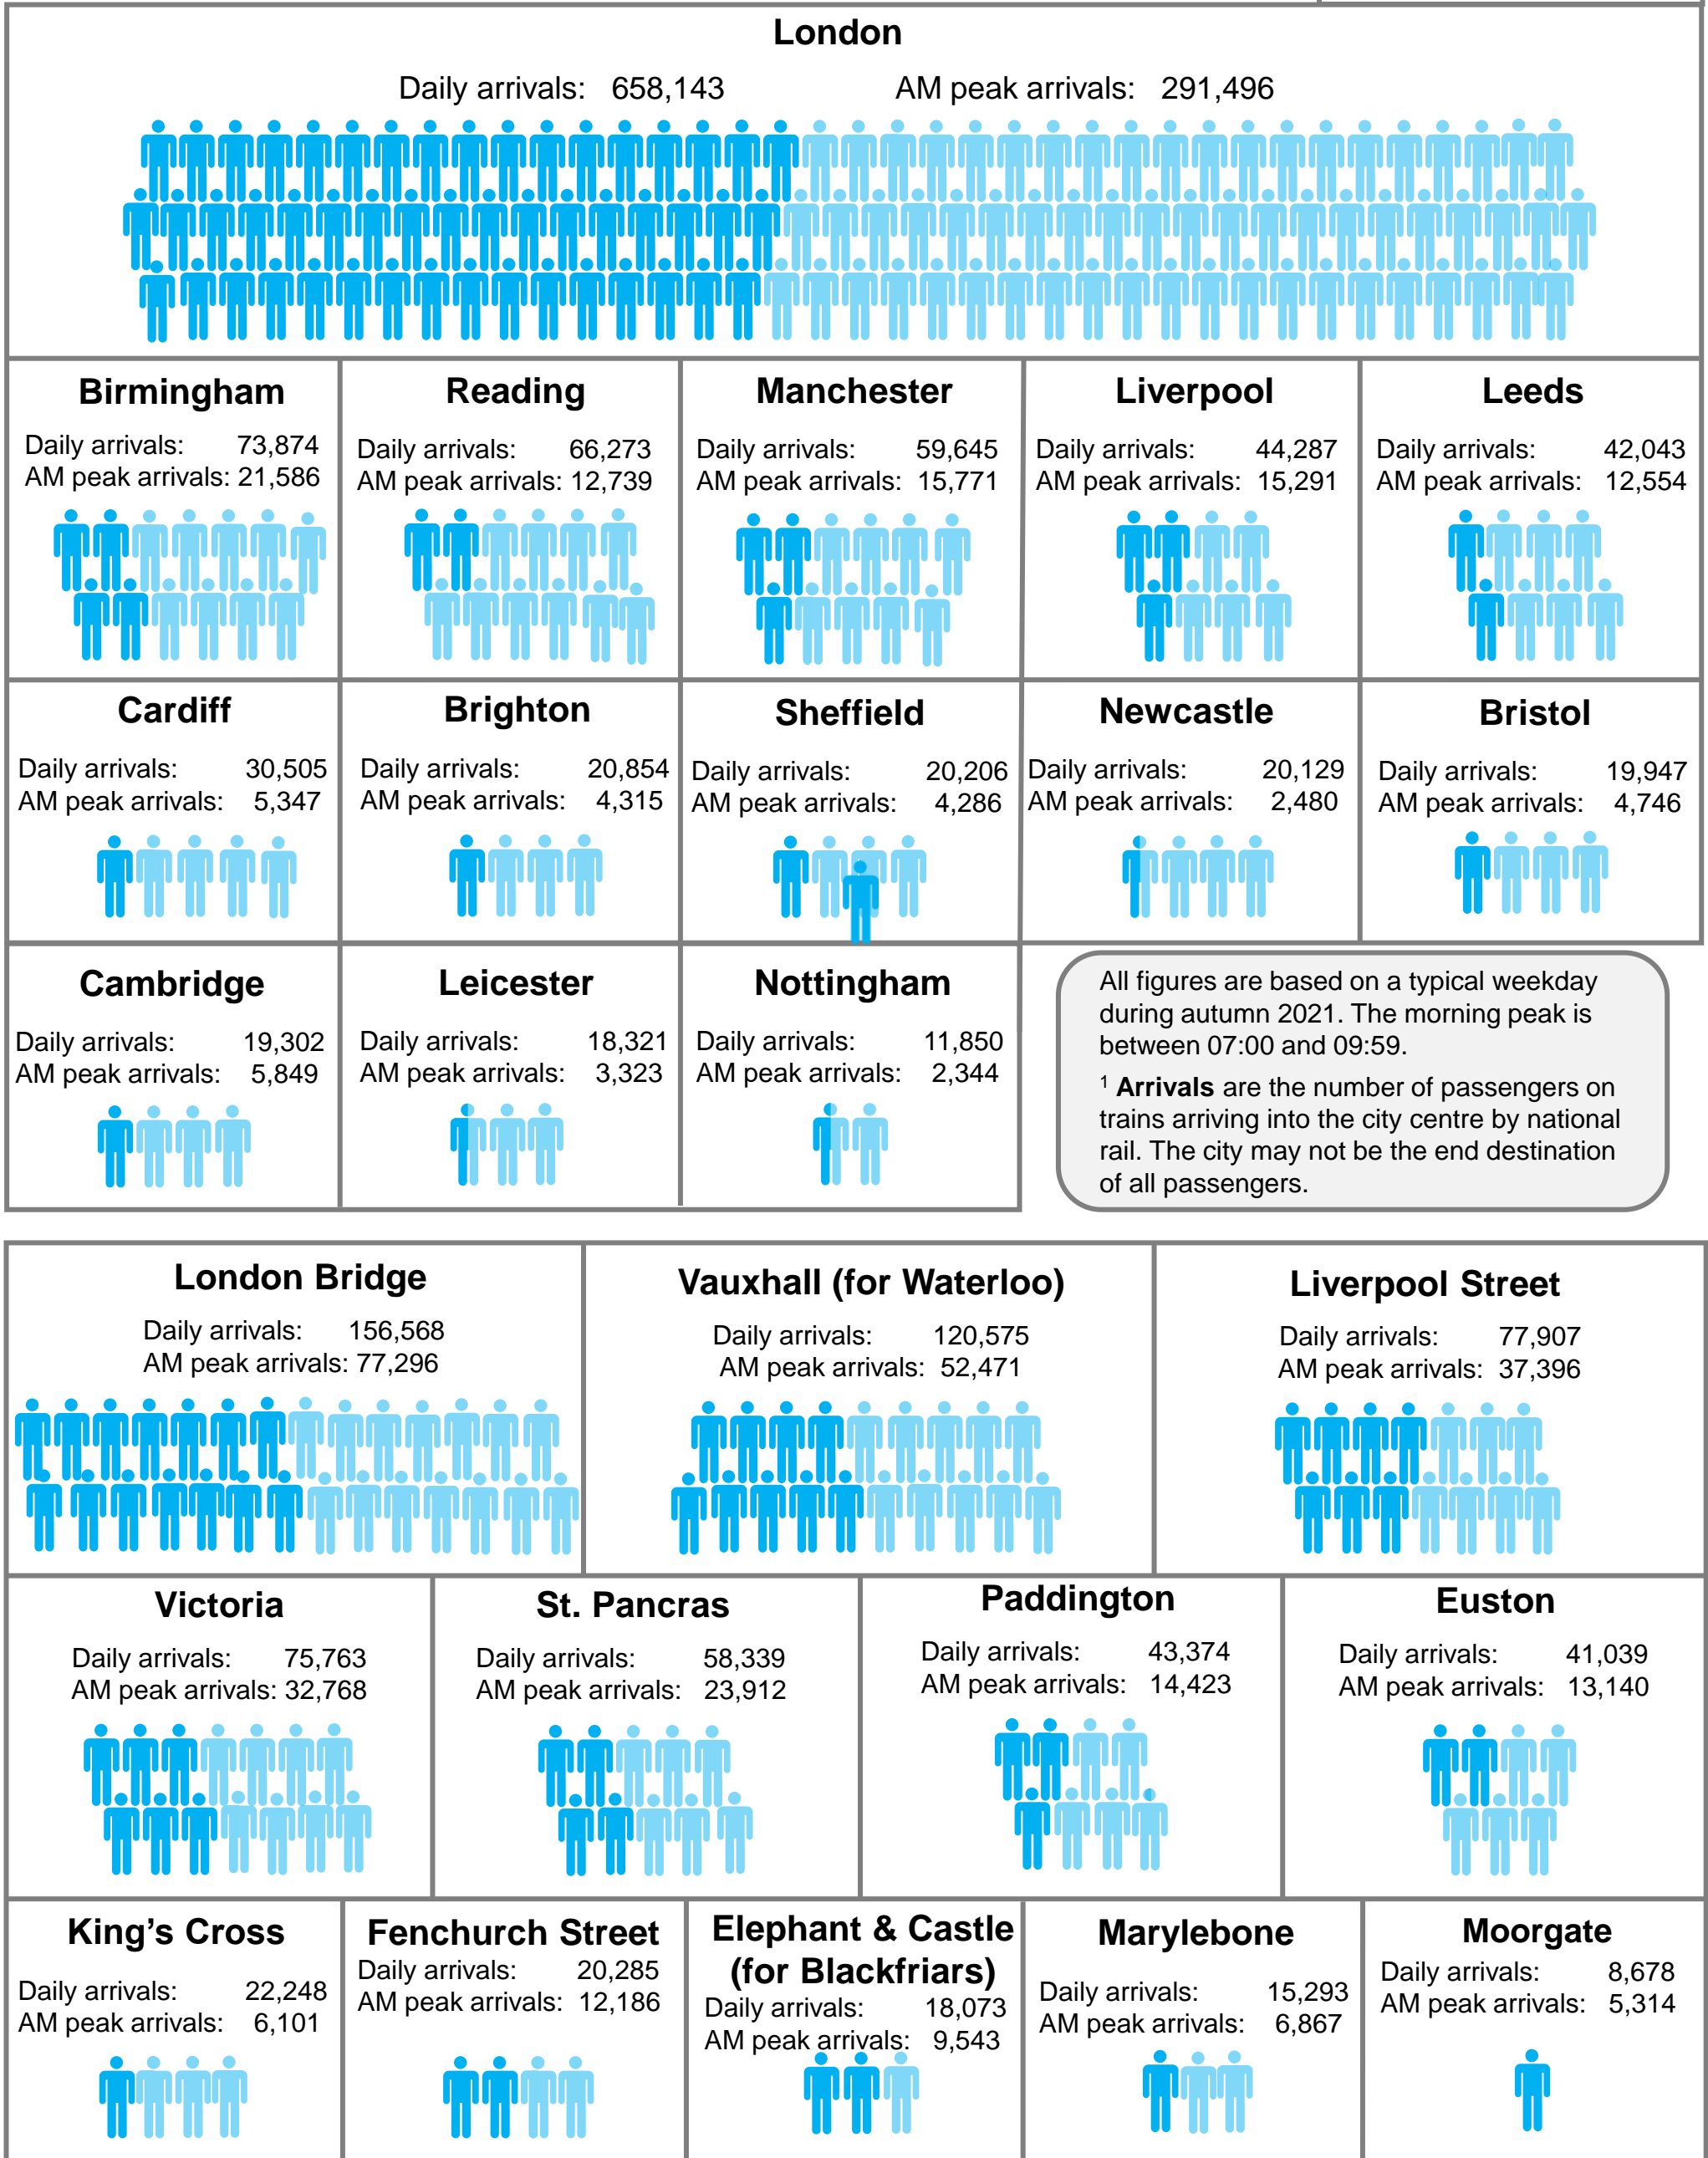 London
Daily arrivals: 658,143 AM peak arrivals: 291,496
Birmingham
Daily arrivals: 73,874
AM peak arrivals: 21,586
Reading
Daily arrivals: 66,273
AM peak arrivals: 12,739
Manchester
Daily arrivals: 59,645
AM peak arrivals: 15,771
Liverpool
Daily arrivals: 44,287
AM peak arrivals: 15,291
Leeds
Daily arrivals: 42,043
AM peak arrivals: 12,554
Cardiff
Daily arrivals: 30,505
AM peak arrivals: 5,347
Brighton
Daily arrivals: 20,854
AM peak arrivals: 4,315
Sheffield
Daily arrivals: 20,206
AM peak arrivals: 4,286
Newcastle
Daily arrivals: 20,129
AM peak arrivals: 2,480
Bristol
Daily arrivals: 19,947
AM peak arrivals: 4,746
Cambridge
Daily arrivals: 19,302
AM peak arrivals: 5,849
Leicester
Daily arrivals: 18,321
AM peak arrivals: 3,323
Nottingham
Daily arrivals: 11,850
AM peak arrivals: 2,344
All figures are based on a typical weekday
during autumn 2021. The morning peak is
between 07:00 and 09:59.
¹ Arrivals are the number of passengers on
trains arriving into the city centre by national
rail. The city may not be the end destination
of all passengers.
London Bridge
Daily arrivals: 156,568
AM peak arrivals: 77,296
Vauxhall (for Waterloo)
Daily arrivals: 120,575
AM peak arrivals: 52,471
Liverpool Street
Daily arrivals: 77,907
AM peak arrivals: 37,396
Victoria
Daily arrivals: 75,763
AM peak arrivals: 32,768
St. Pancras
Daily arrivals: 58,339
AM peak arrivals: 23,912
Paddington
Daily arrivals: 43,374
AM peak arrivals: 14,423
Euston
Daily arrivals: 41,039
AM peak arrivals: 13,140
King’s Cross
Daily arrivals: 22,248
AM peak arrivals: 6,101
Fenchurch Street
Daily arrivals: 20,285
AM peak arrivals: 12,186
Elephant & Castle
(for Blackfriars)
Daily arrivals: 18,073
AM peak arrivals: 9,543
Marylebone
Daily arrivals: 15,293
AM peak arrivals: 6,867
Moorgate
Daily arrivals: 8,678
AM peak arrivals: 5,314